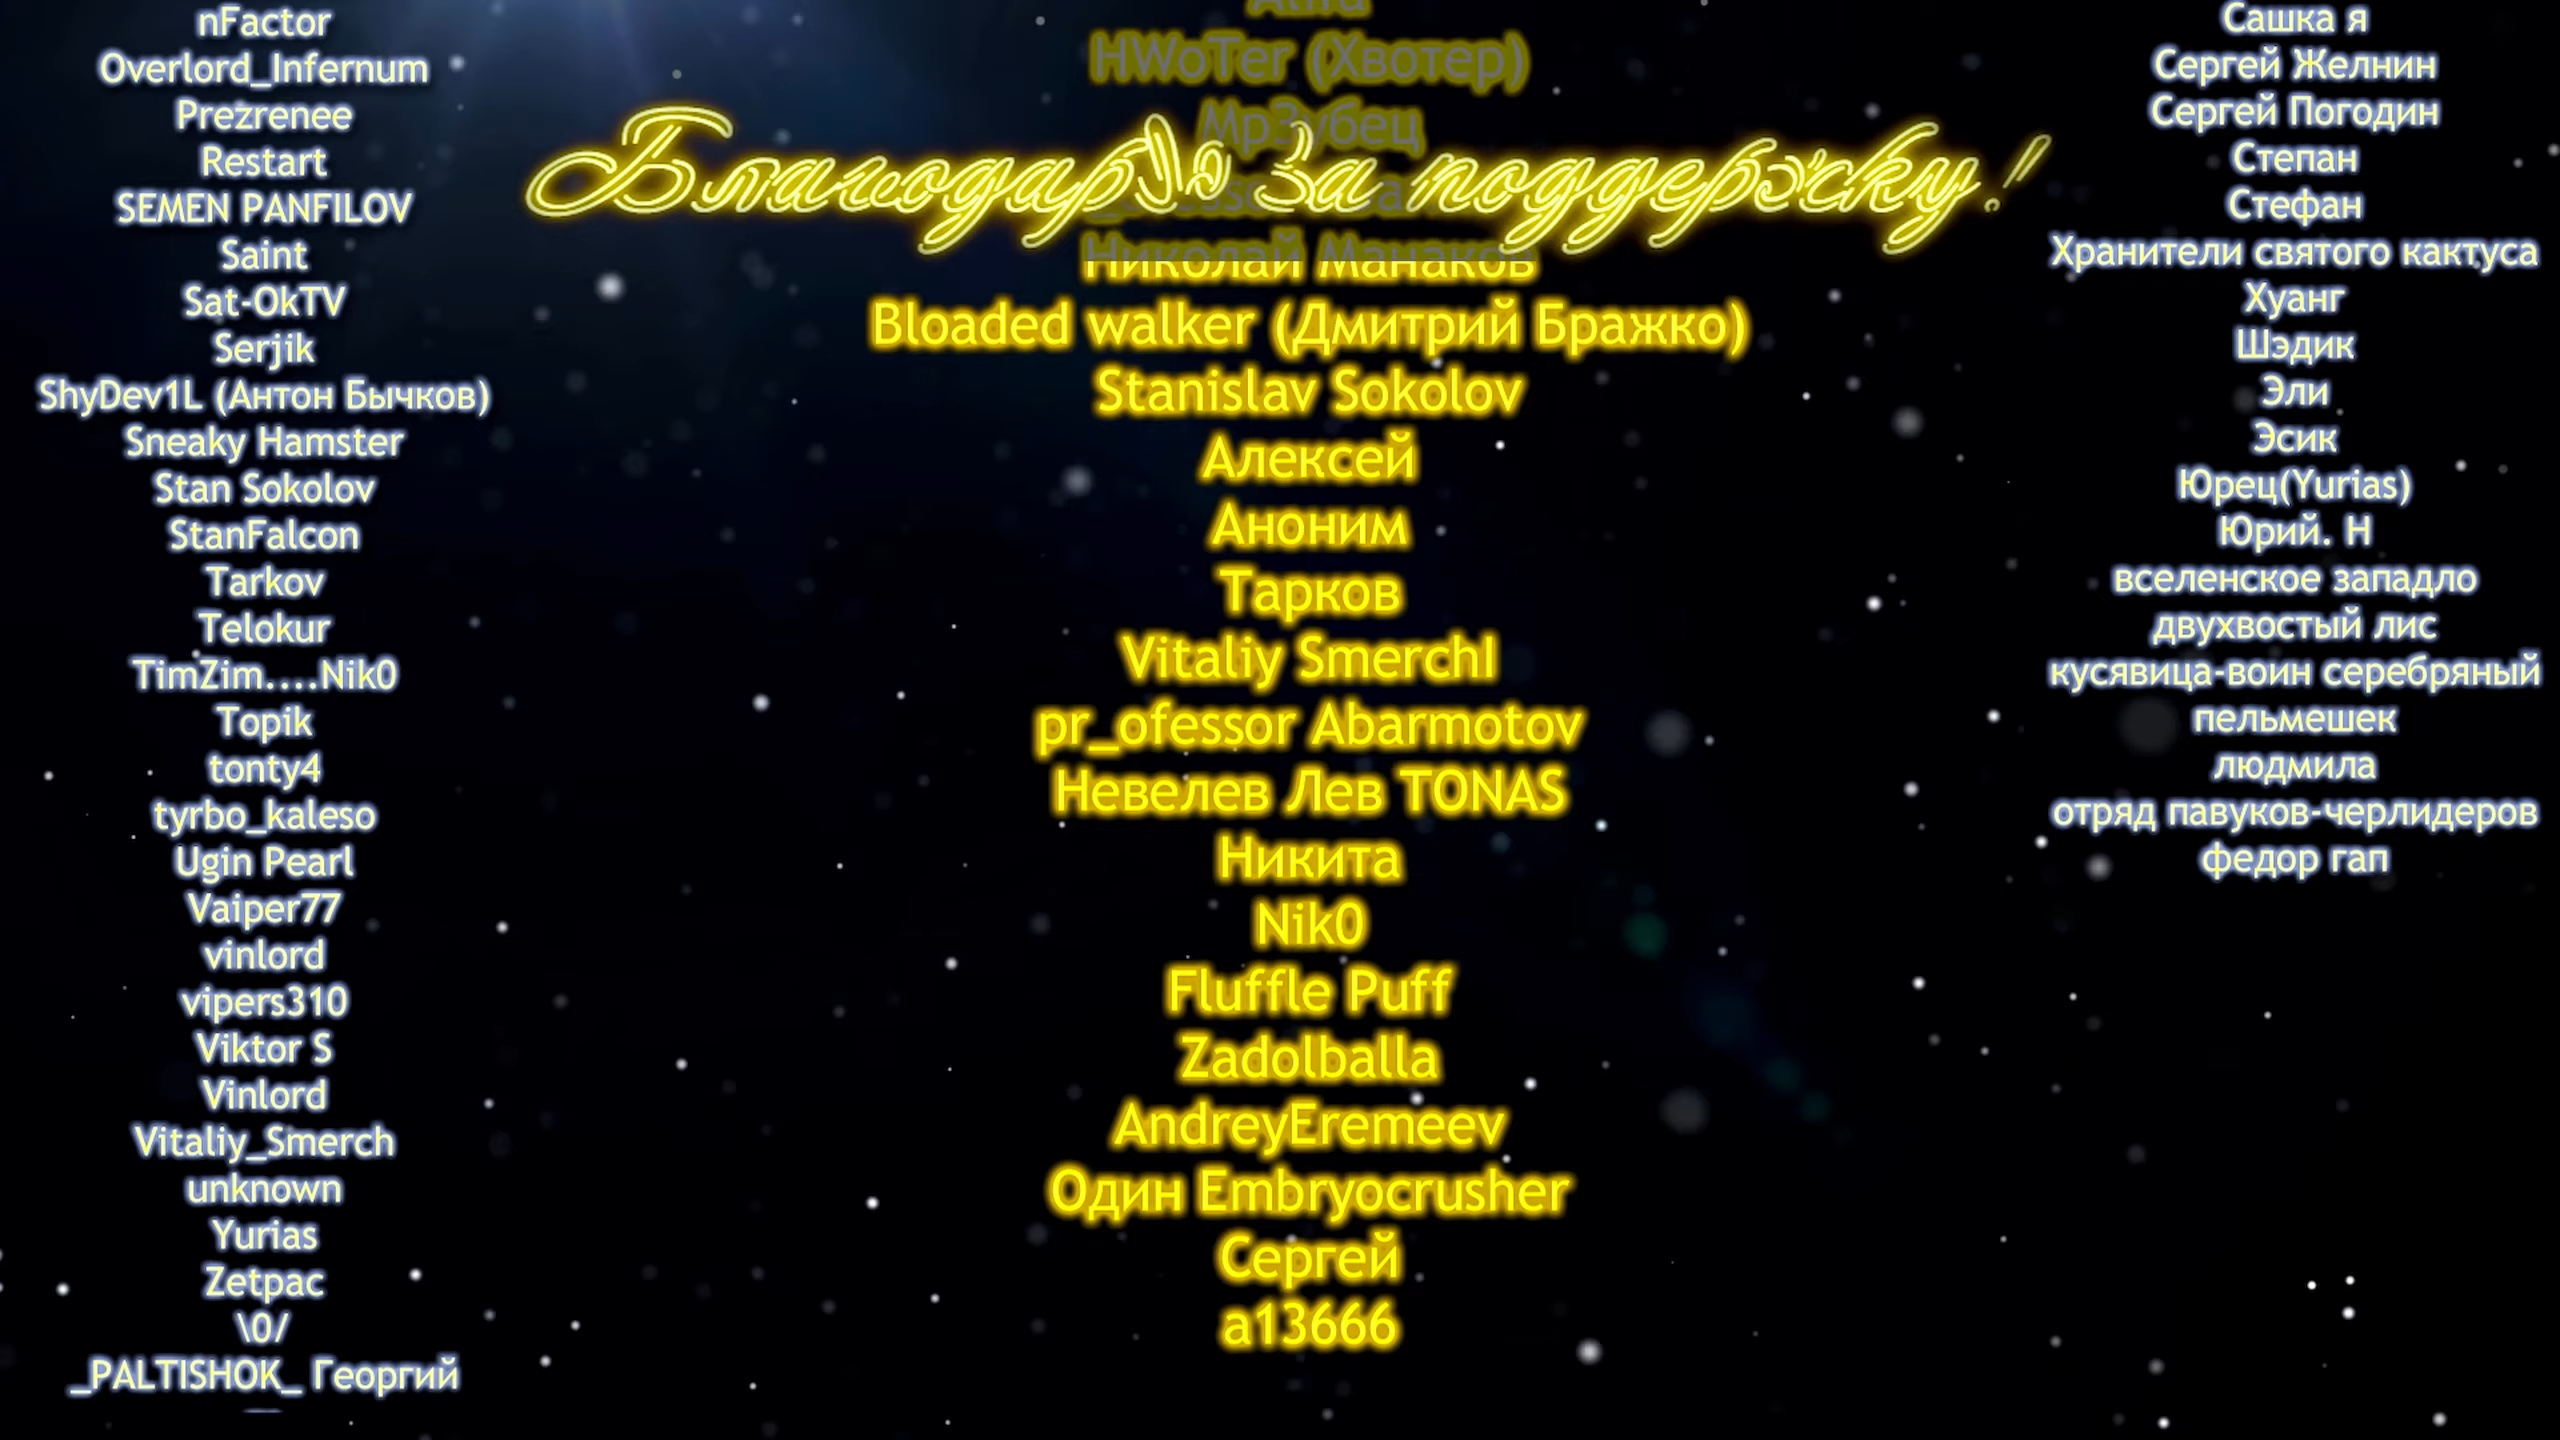 nFactor
Overlord_Infernum
Prezrenee
Restart
SEMEN PANFILOV
Saint
Sat-OkTV
Serjik
ShyDev1L (Антон Бычков)
Sneaky Hamster
Stan Sokolov
StanFalcon
Tarkov
Telokur
TimZim....Nik0
Topik
tonty4
tyrbo_kaleso
Ugin Pearl
Vaiper77
vinlord
vipers310
Viktor S
Vinlord
Vitaliy_Smerch
unknown
Yurias
Zetpac
\0/
_PALTISHOK_ Георгий
HWoTer (Хвотер)
Мр3убец
Благодарю за поддержку!
Николай Манаков
Bloaded walker (Дмитрий Бражко)
Stanislav Sokolov
Алексей
Аноним
Тарков
Vitaliy SmerchI
pr_ofessor Abarmotov
Невелев Лев TONAS
Никита
Nik0
Fluffle Puff
Zadolballa
AndreyEremeev
Один Embryocrusher
Сергей
a13666
Сашка я
Сергей Желнин
Сергей Погодин
Степан
Стефан
Хранители святого кактуса
Хуанг
Шэдик
Эли
Эсик
Юрец(Yurias)
Юрий. Н
вселенское западло
двухвостый лис
кусявица-воин серебряный
пельмешек
людмила
отряд павуков-черлидеров
федор гап